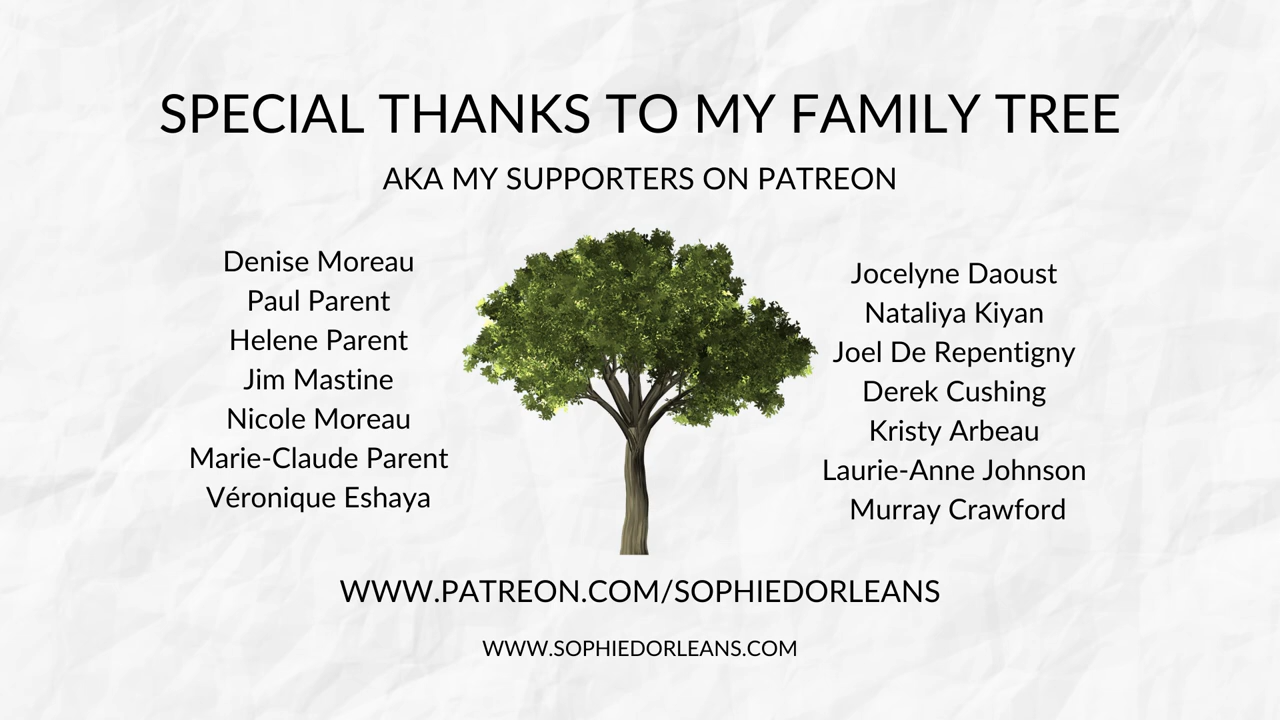 SPECIAL THANKS TO MY FAMILY TREE
AKA MY SUPPORTERS ON PATREON
Denise Moreau
Paul Parent
Helene Parent
Jim Mastine
Nicole Moreau
Marie-Claude Parent
Véronique Eshaya
Jocelyne Daoust
Nataliya Kiyan
Joel De Repentigny
Derek Cushing
Kristy Arbeau
Laurie-Anne Johnson
Murray Crawford
WWW.PATREON.COM/SOPHIEDORLEANS
WWW.SOPHIEDORLEANS.COM